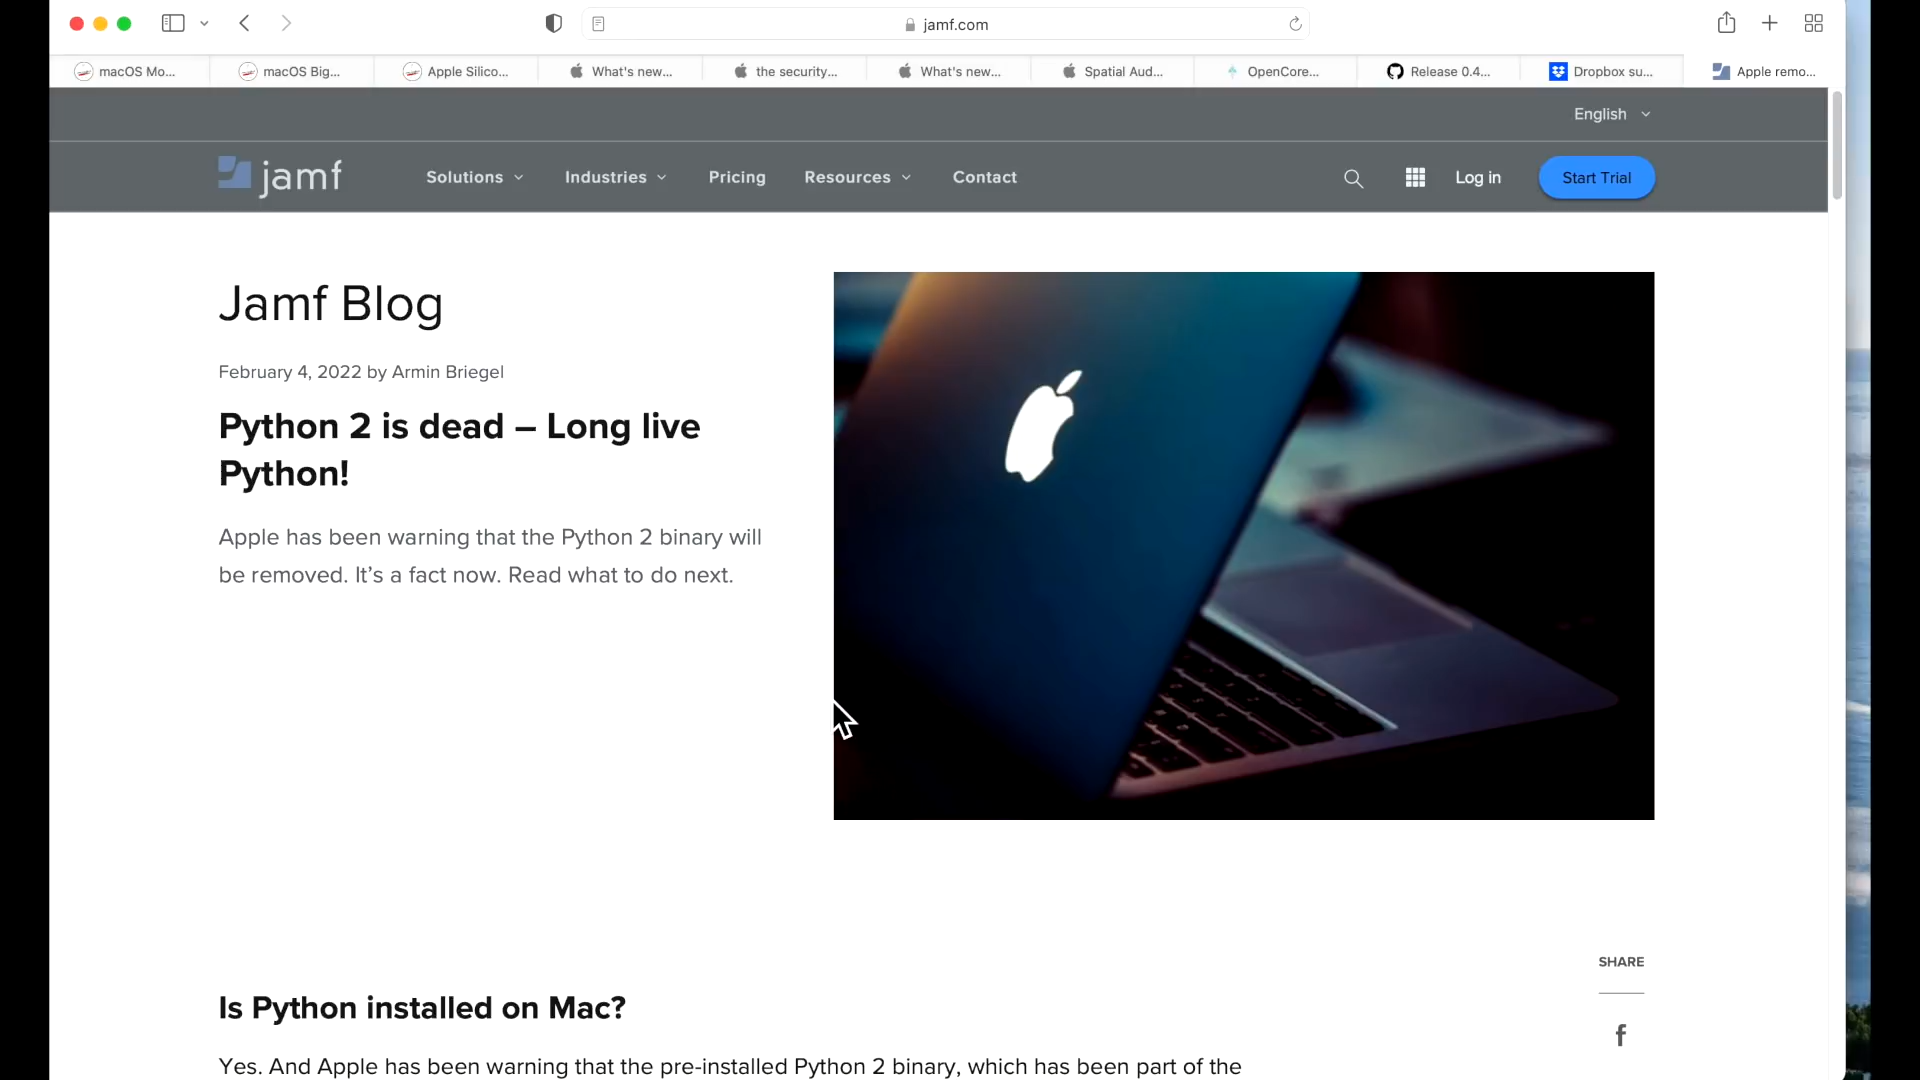 jamf.com
macOS Mo...
macOS Big...
Apple Silico...
What's new...
the security...
What's new...
Spatial Aud...
OpenCore...
Release 0.4...
Dropbox su...
Apple remo...
English
jamf
Solutions
Industries
Pricing
Resources
Contact
Log in
Start Trial
Jamf Blog
February 4, 2022 by Armin Briegel
Python 2 is dead – Long live
Python!
Apple has been warning that the Python 2 binary will
be removed. It’s a fact now. Read what to do next.
SHARE
Is Python installed on Mac?
Yes. And Apple has been warning that the pre-installed Python 2 binary, which has been part of the